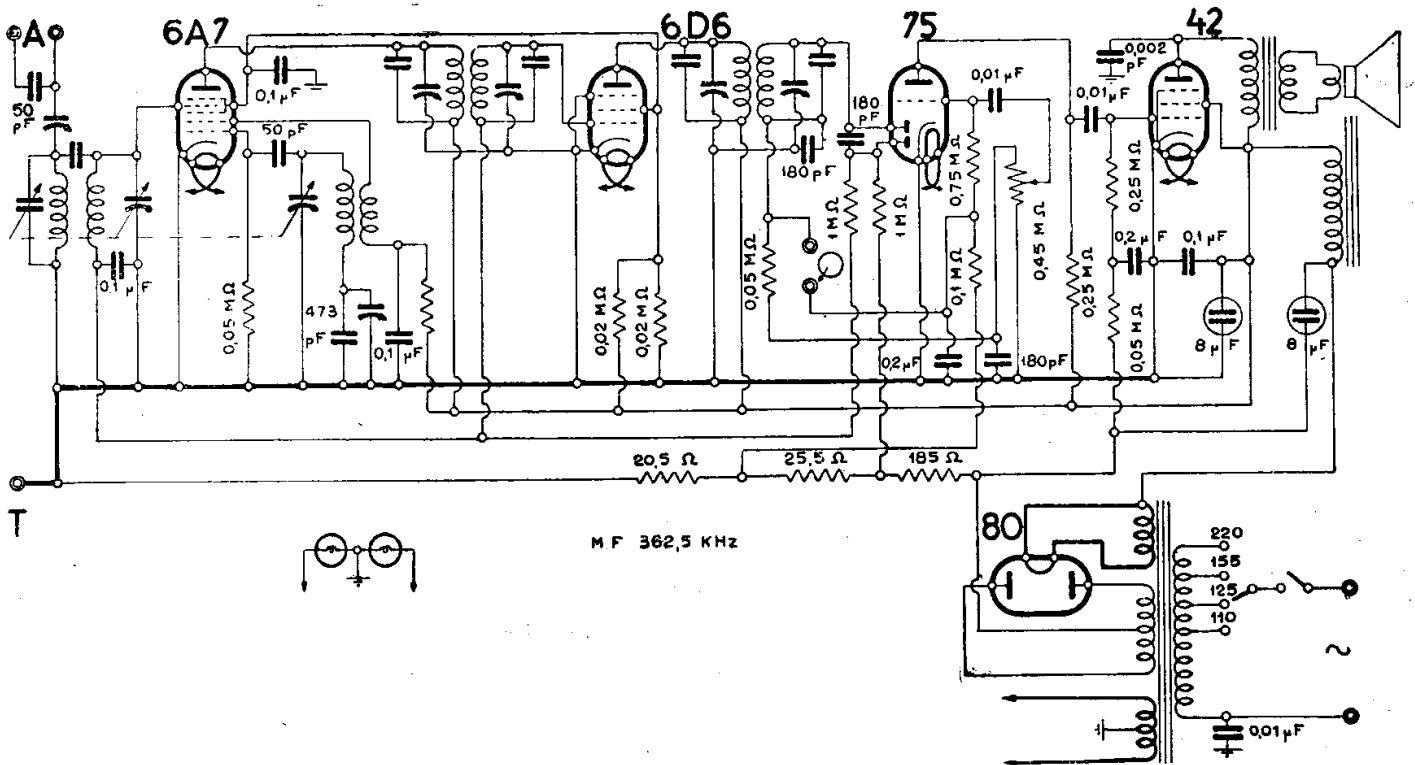 A
6A7
6D6
75
42
50 pF
0,1 µF
50 pF
0,1 µF
0,05 MΩ
473 pF
0,1 µF
0,02 MΩ
0,02 MΩ
180 pF
0,05 MΩ
180 pF
1 MΩ
1 MΩ
0,01 µF
0,75 MΩ
0,1 MΩ
0,45 MΩ
0,2 µF
180 pF
0,002 pF
0,01 µF
0,25 MΩ
0,25 MΩ
0,2 µF
0,1 µF
0,05 MΩ
8 µF
8 µF
20,5 Ω
25,5 Ω
185 Ω
T
MF 362,5 KHz
80
220
155
125
110
~
0,01 µF